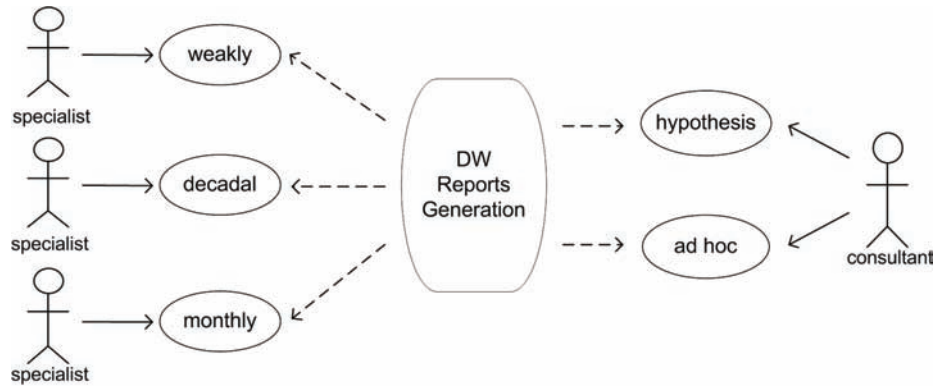 weakly
specialist
decadal
specialist
monthly
specialist
DW
Reports
Generation
hypothesis
ad hoc
consultant